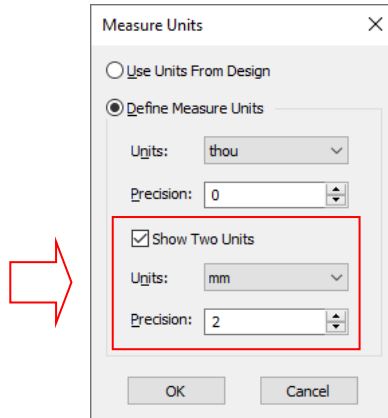 Measure Units
Use Units From Design
Define Measure Units
Units: thou
Precision: 0
Show Two Units
Units: mm
Precision: 2
OK Cancel